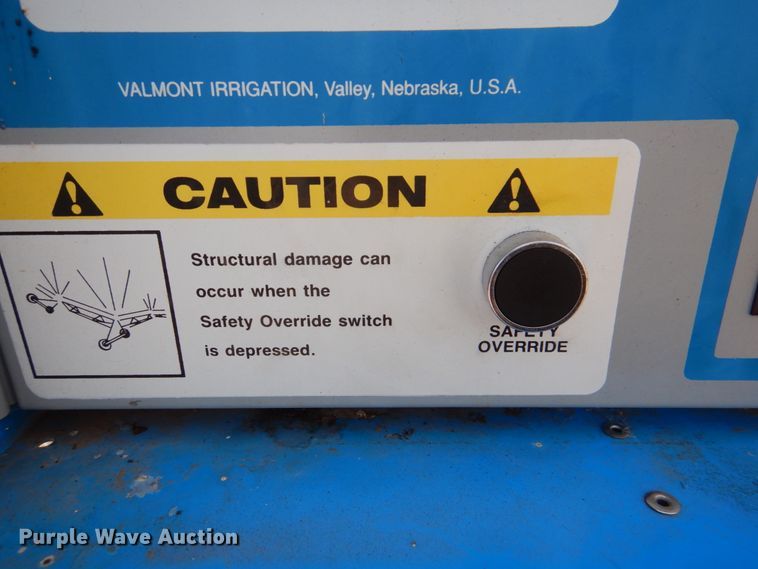 VALMONT IRRIGATION, Valley, Nebraska, U.S.A.
CAUTION
Structural damage can
occur when the
Safety Override switch
is depressed.
SAFETY
OVERRIDE
Purple Wave Auction